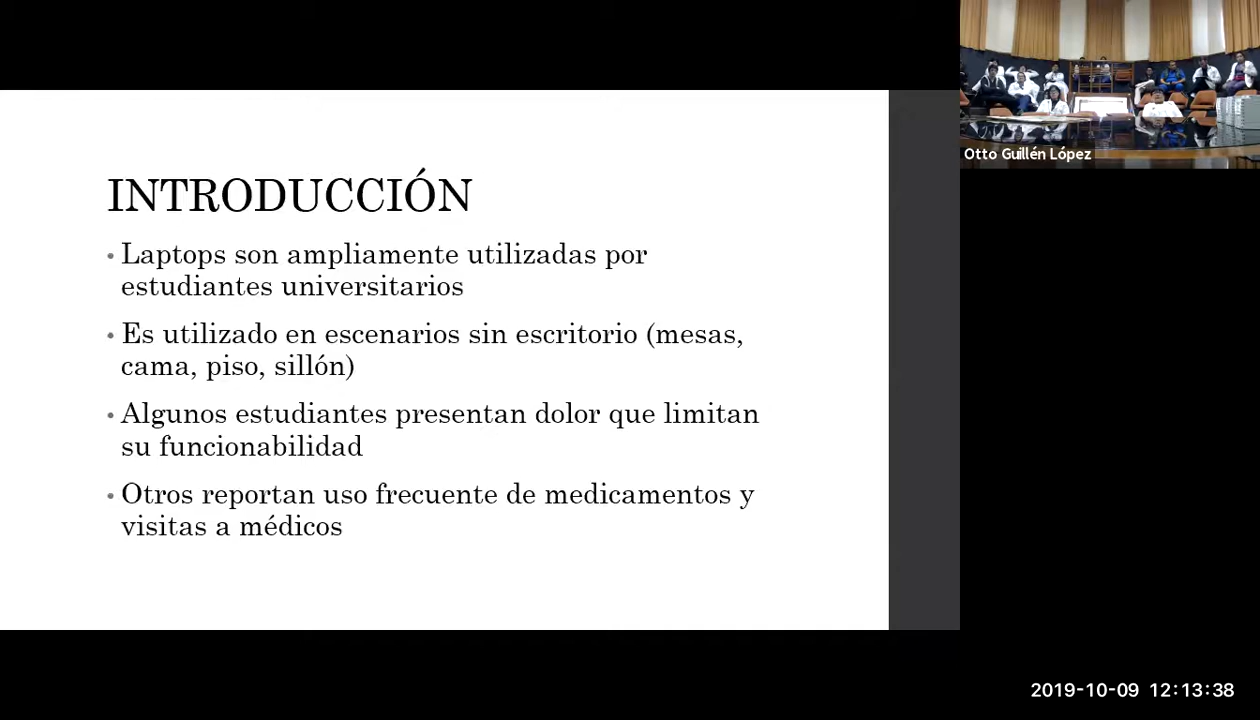 INTRODUCCIÓN
• Laptops son ampliamente utilizadas por
estudiantes universitarios
• Es utilizado en escenarios sin escritorio (mesas,
cama, piso, sillón)
• Algunos estudiantes presentan dolor que limitan
su funcionabilidad
• Otros reportan uso frecuente de medicamentos y
visitas a médicos
Otto Guillén López
2019-10-09 12:13:38